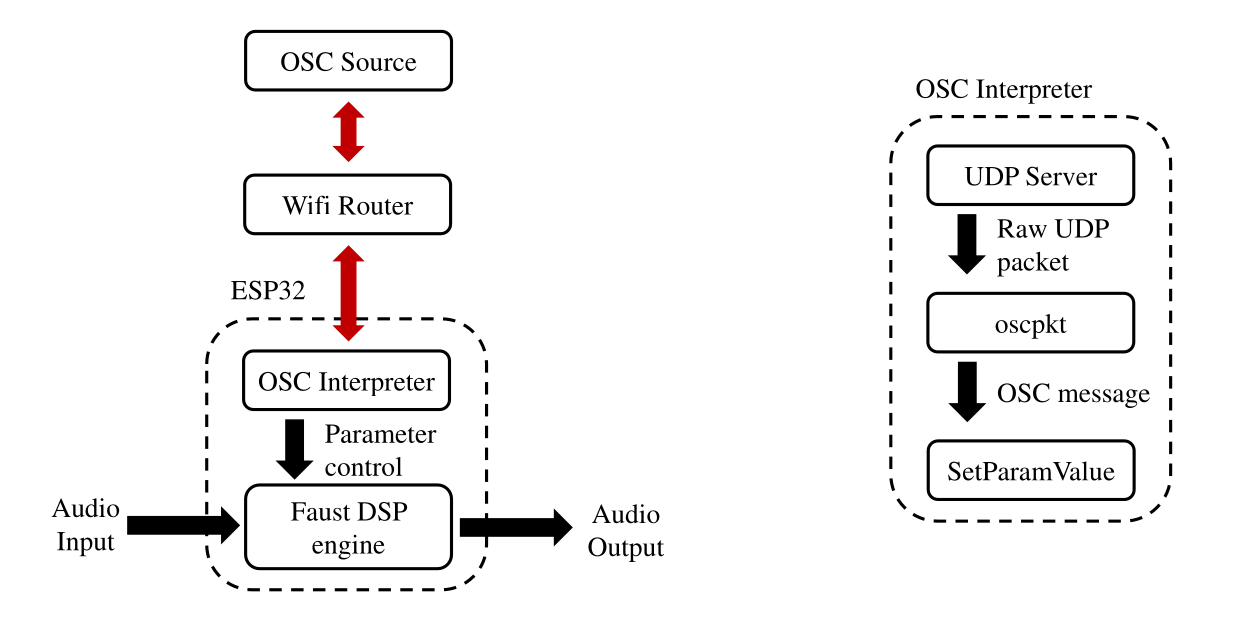 OSC Source
Wifi Router
ESP32
OSC Interpreter
Parameter
control
Audio
Input
Faust DSP
engine
Audio
Output
OSC Interpreter
UDP Server
Raw UDP
packet
oscpkt
OSC message
SetParamValue